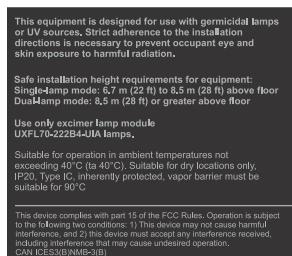 This equipment is designed for use with germicidal lamps
or UV sources. Strict adherence to the installation
directions is necessary to prevent occupant eye and
skin exposure to harmful radiation.
Safe installation height requirements for equipment:
Single-lamp mode: 6.7 m (22 ft) to 8.5 m (28 ft) above floor
Dual-lamp mode: 8.5 m (28 ft) or greater above floor
Use only excimer lamp module
UXFL70-222B4-UIA lamps.
Suitable for operation in ambient temperatures not
exceeding 40°C (ta 40°C). Suitable for dry locations only,
IP20, Type IC, inherently protected, vapor barrier must be
suitable for 90°C
This device complies with part 15 of the FCC Rules. Operation is subject
to the following two conditions: 1) This device may not cause harmful
interference, and 2) this device must accept any interference received,
including interference that may cause undesired operation.
CAN ICES3(B)NMB-3(B)